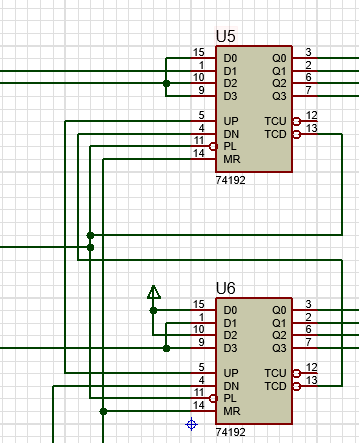 U5
15 D0 Q0 3
1 D1 Q1 2
10 D2 Q2 6
9 D3 Q3 7
5 UP TCU 12
4 DN TCD 13
11 PL
14 MR
74192
U6
15 D0 Q0 3
1 D1 Q1 2
10 D2 Q2 6
9 D3 Q3 7
5 UP TCU 12
4 DN TCD 13
11 PL
14 MR
74192